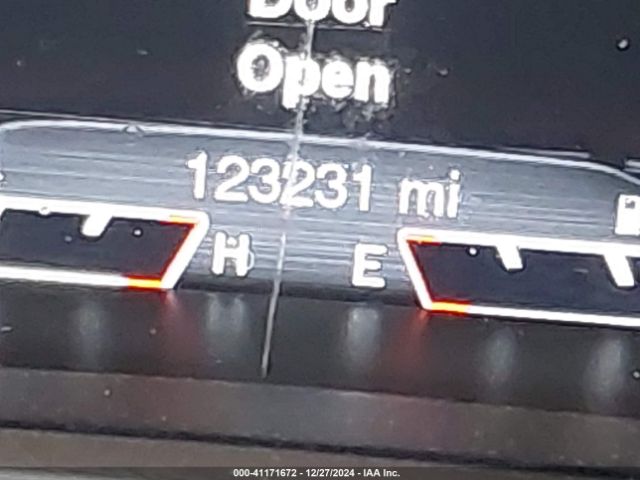 Door
Open
123231 mi
H E
000-41171672 - 12/27/2024 - IAA Inc.